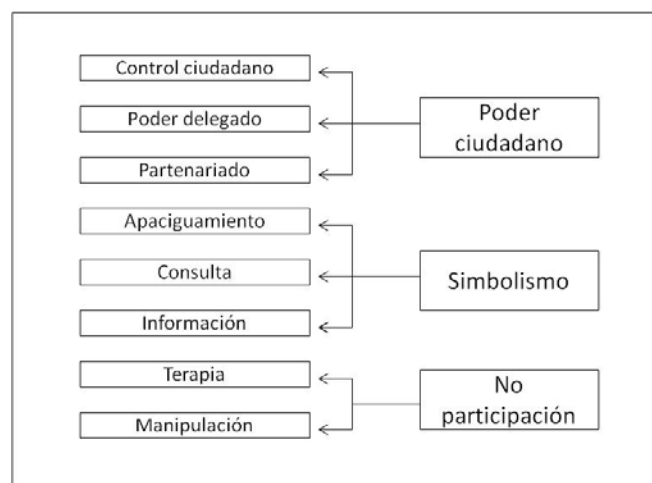 Control ciudadano
Poder delegado
Partenariado
Poder
ciudadano
Apaciguamiento
Consulta
Información
Simbolismo
Terapia
Manipulación
No
participación